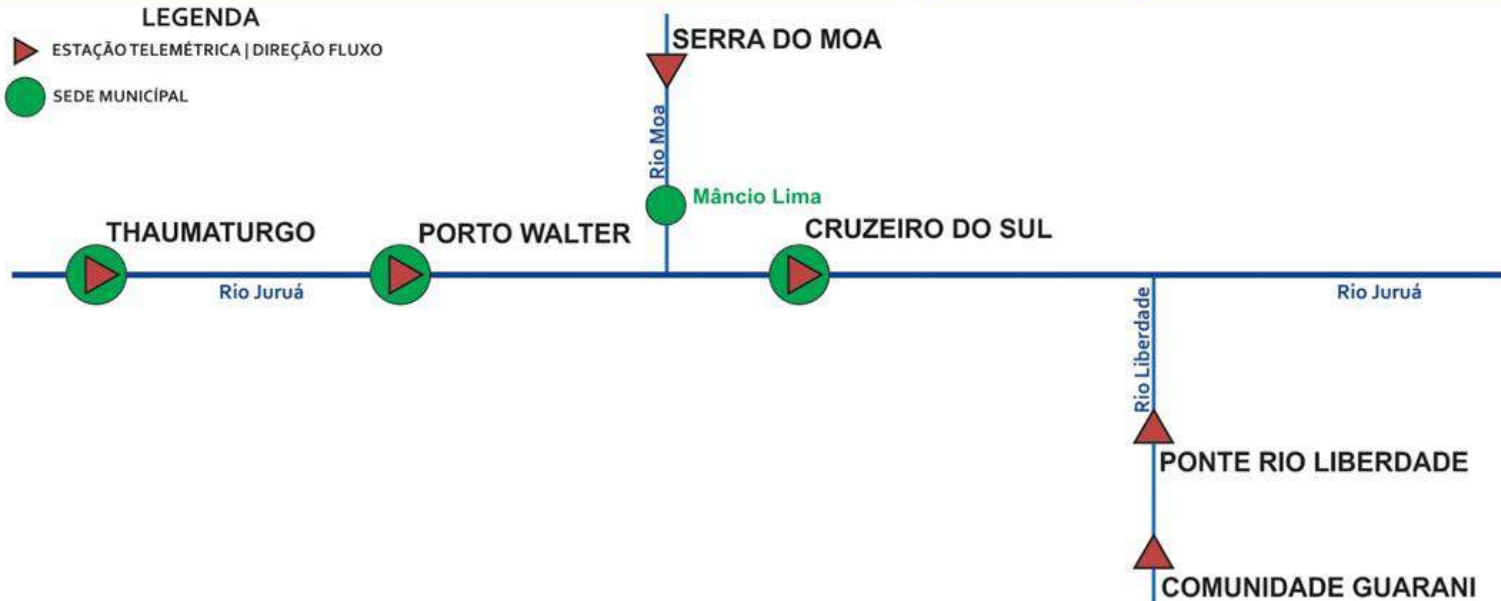 LEGENDA
ESTAÇÃO TELEMÉTRICA | DIREÇÃO FLUXO
SEDE MUNICÍPAL
SERRA DO MOA
Rio Moa
Mâncio Lima
THAUMATURGO
PORTO WALTER
CRUZEIRO DO SUL
Rio Juruá
Rio Juruá
Rio Liberdade
PONTE RIO LIBERDADE
COMUNIDADE GUARANI